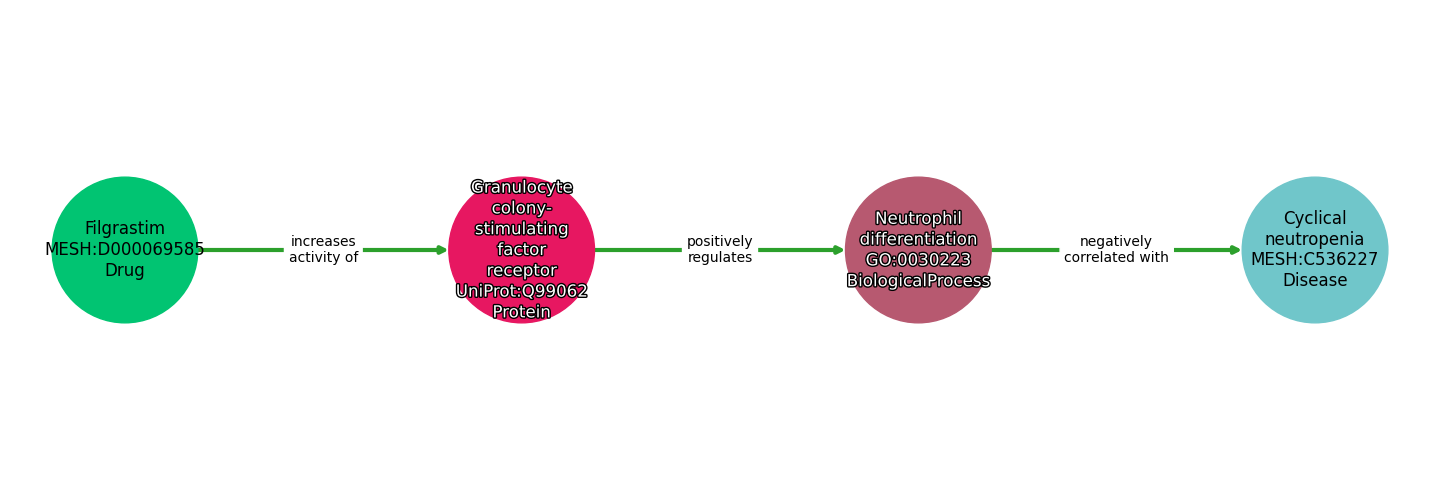 Filgrastim
MESH:D000069585
Drug
increases
activity of
Granulocyte
colony-
stimulating
factor
receptor
UniProt:Q99062
Protein
positively
regulates
Neutrophil
differentiation
GO:0030223
BiologicalProcess
negatively
correlated with
Cyclical
neutropenia
MESH:C536227
Disease